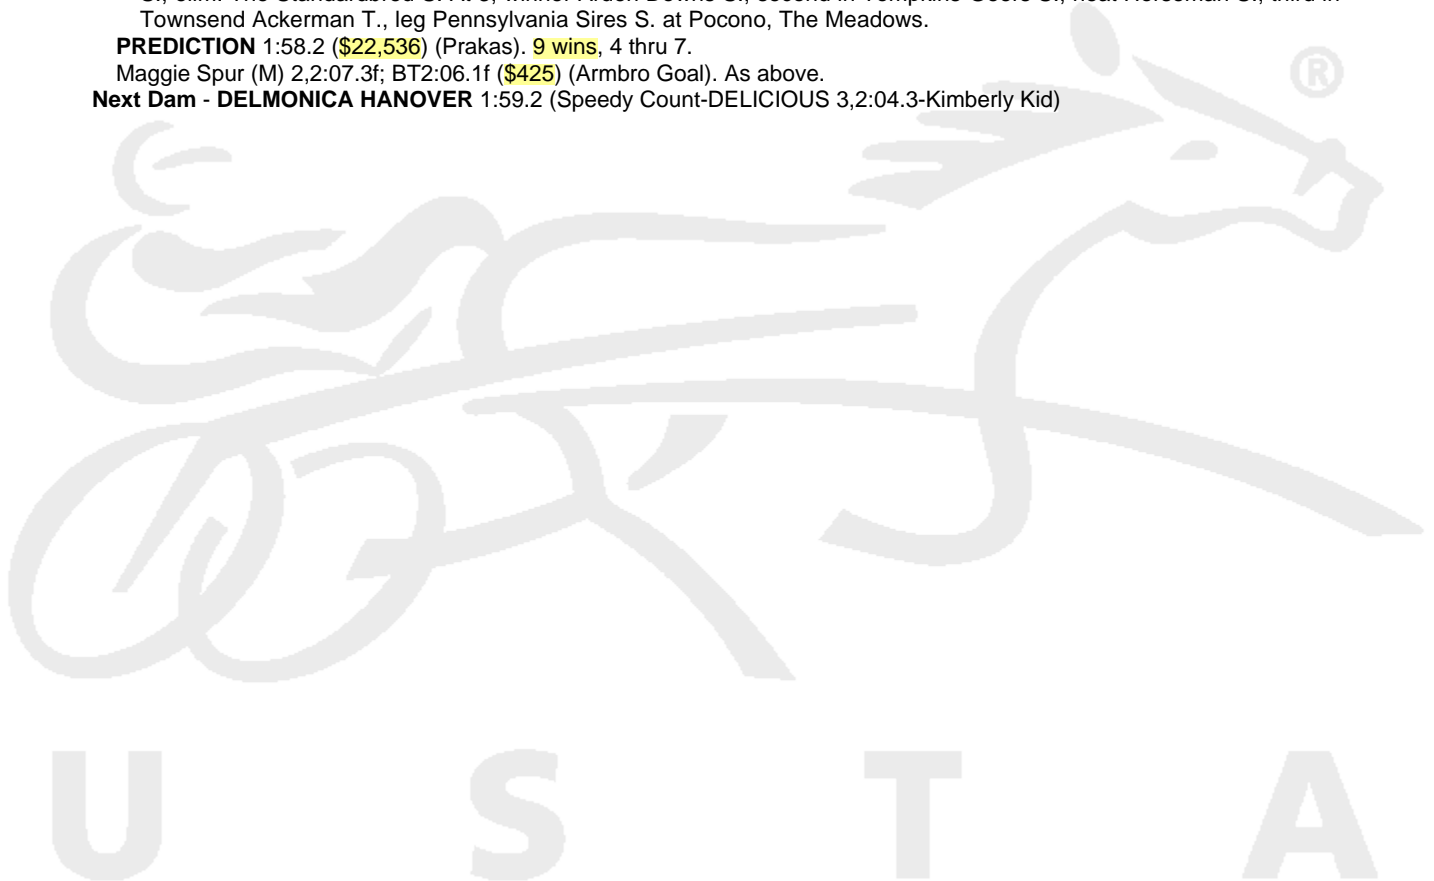 Townsend Ackerman T., leg Pennsylvania Sires S. at Pocono, The Meadows.
PREDICTION 1:58.2 ($22,536) (Prakas). 9 wins, 4 thru 7.
Maggie Spur (M) 2,2:07.3f; BT2:06.1f ($425) (Armbro Goal). As above.
Next Dam - DELMONICA HANOVER 1:59.2 (Speedy Count-DELICIOUS 3,2:04.3-Kimberly Kid)
®
U S T A